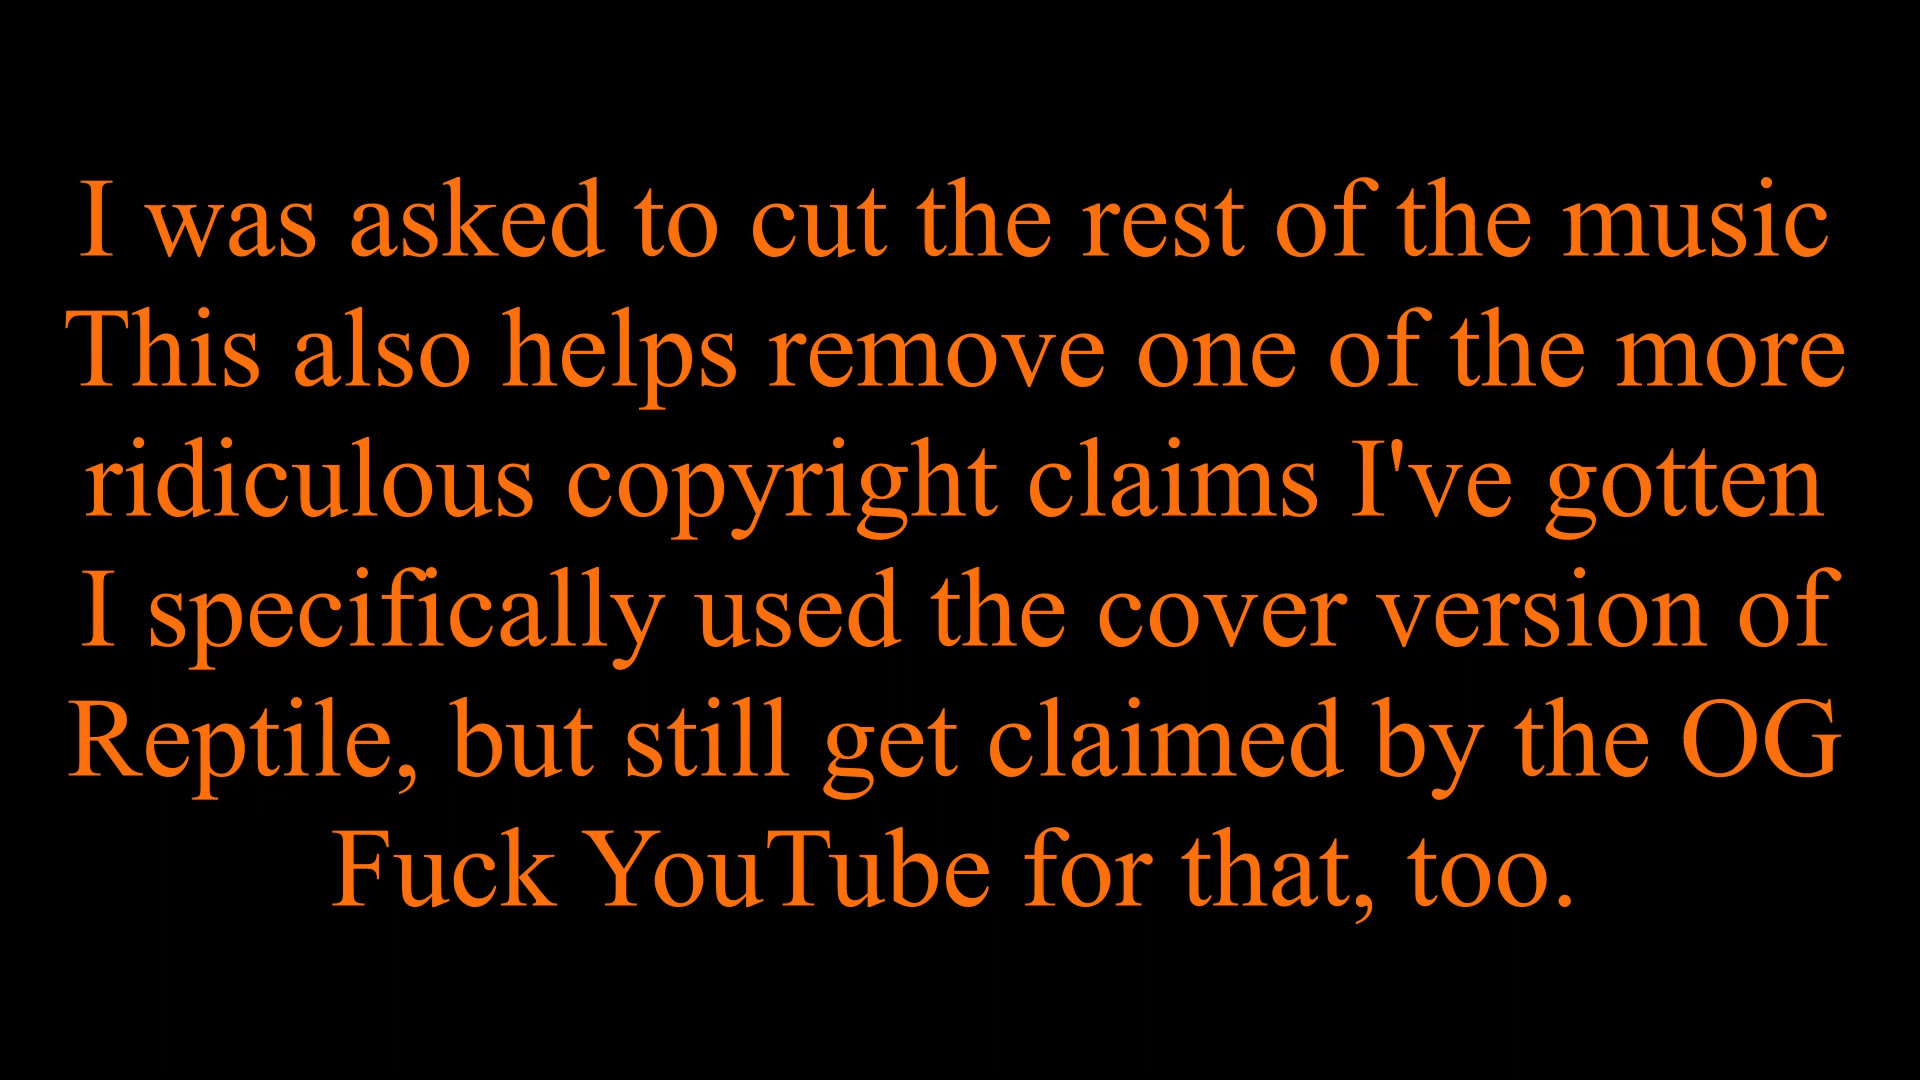 I was asked to cut the rest of the music
This also helps remove one of the more
ridiculous copyright claims I've gotten
I specifically used the cover version of
Reptile, but still get claimed by the OG
Fuck YouTube for that, too.